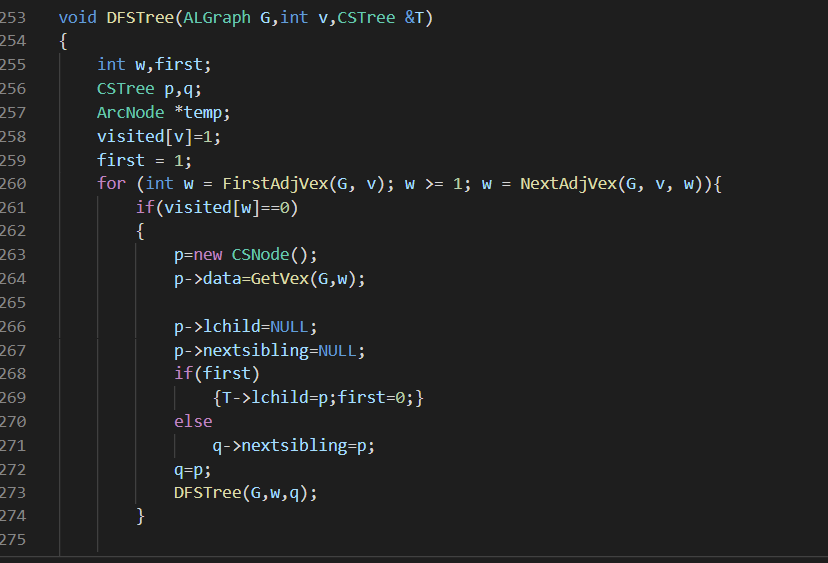 253 void DFSTree(ALGraph G,int v,CSTree &T)
254 {
255 int w,first;
256 CSTree p,q;
257 ArcNode *temp;
258 visited[v]=1;
259 first = 1;
260 for (int w = FirstAdjVex(G, v); w >= 1; w = NextAdjVex(G, v, w)){
261 if(visited[w]==0)
262 {
263 p=new CSNode();
264 p->data=GetVex(G,w);
265
266 p->lchild=NULL;
267 p->nextsibling=NULL;
268 if(first)
269 {T->lchild=p;first=0;}
270 else
271 q->nextsibling=p;
272 q=p;
273 DFSTree(G,w,q);
274 }
275